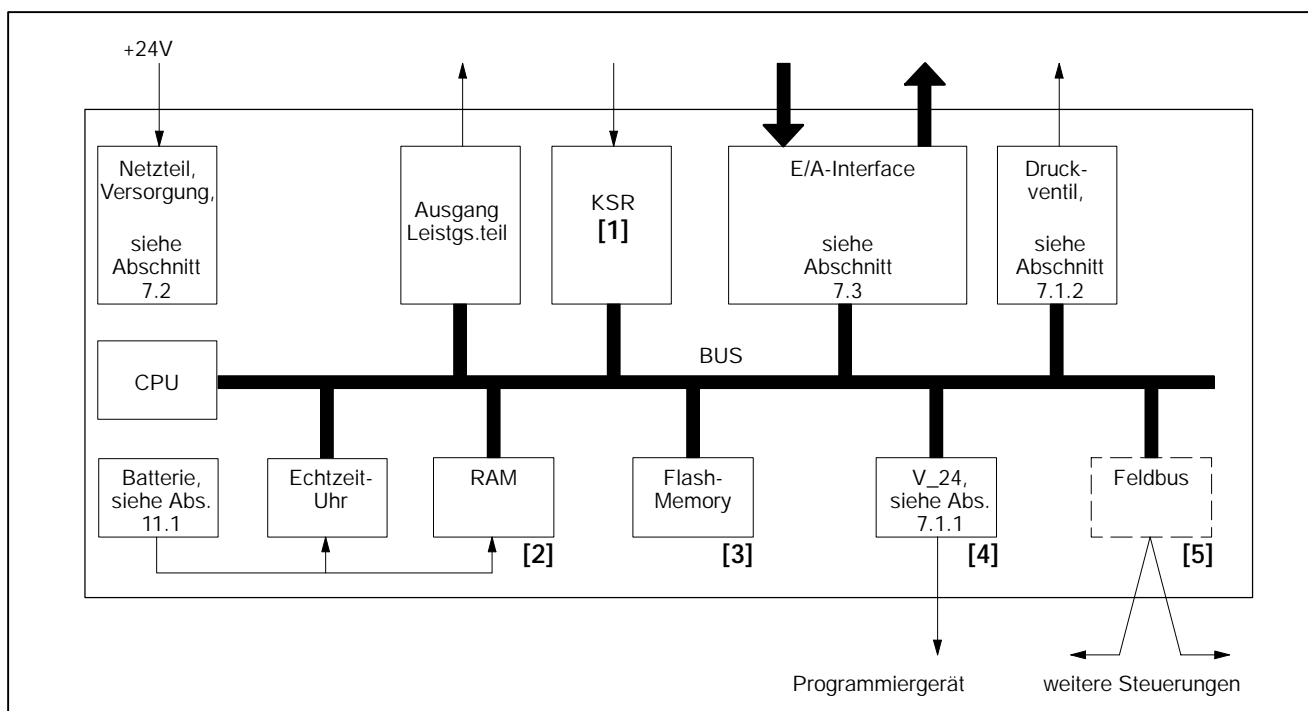 +24V
Netzteil,
Versorgung,
siehe
Abschnitt
7.2
Ausgang
Leistgs.teil
KSR
[1]
E/A-Interface
siehe
Abschnitt
7.3
Druck-
ventil,
siehe
Abschnitt
7.1.2
BUS
CPU
Batterie,
siehe Abs.
11.1
Echtzeit-
Uhr
RAM
[2]
Flash-
Memory
[3]
V_24,
siehe Abs.
7.1.1
[4]
Feldbus
[5]
Programmiergerät
weitere Steuerungen